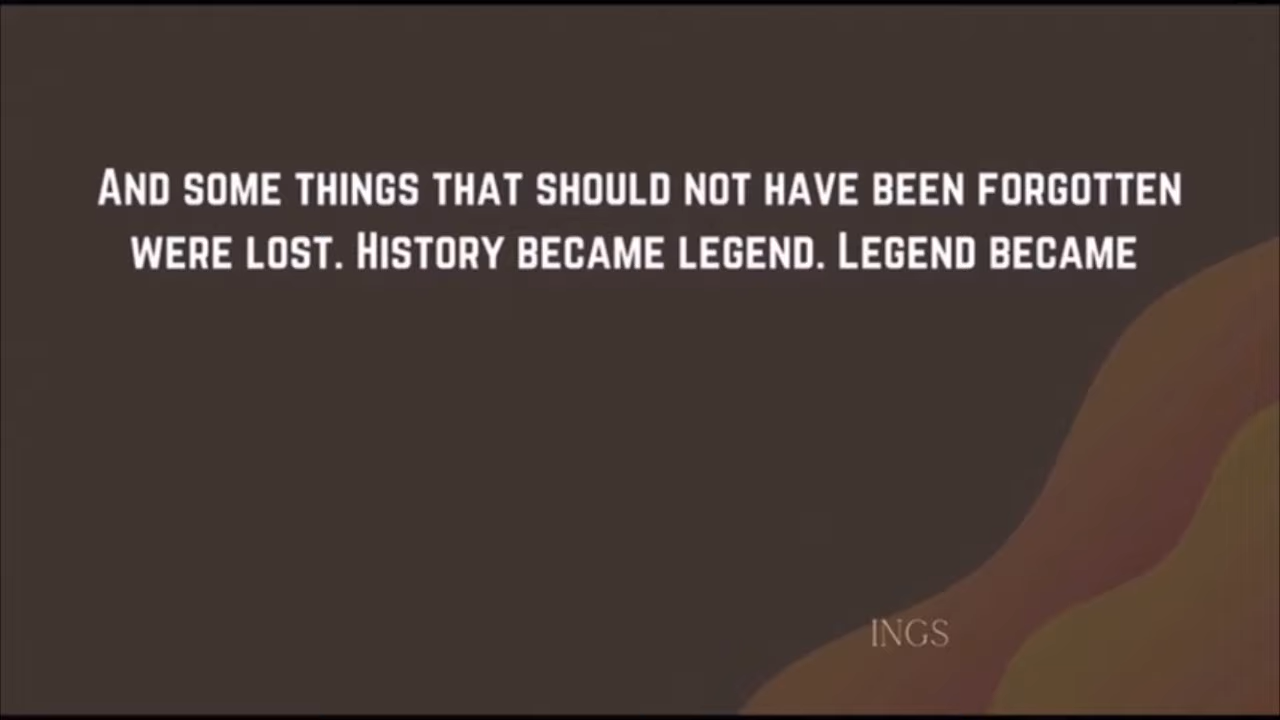 And some things that should not have been forgotten
were lost. History became legend. Legend became
INGS